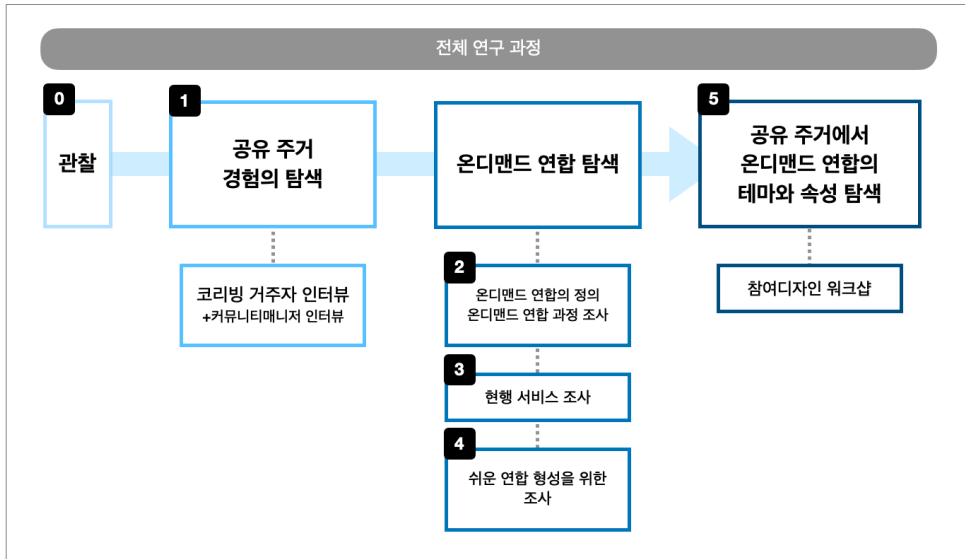 전체 연구 과정
0
관찰
1
공유 주거
경험의 탐색
코리빙 거주자 인터뷰
+커뮤니티매니저 인터뷰
온디맨드 연합 탐색
2
온디맨드 연합의 정의
온디맨드 연합 과정 조사
3
현행 서비스 조사
4
쉬운 연합 형성을 위한
조사
5
공유 주거에서
온디맨드 연합의
테마와 속성 탐색
참여디자인 워크샵